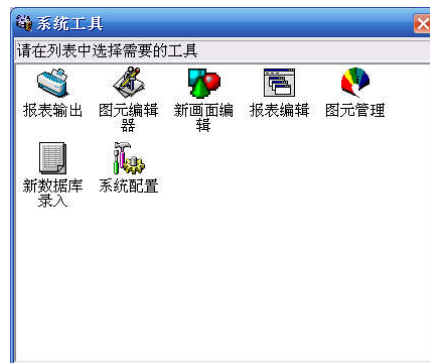 系统工具
请在列表中选择需要的工具
报表输出 图元编辑器 新画面编辑 报表编辑 图元管理
新数据库录入 系统配置